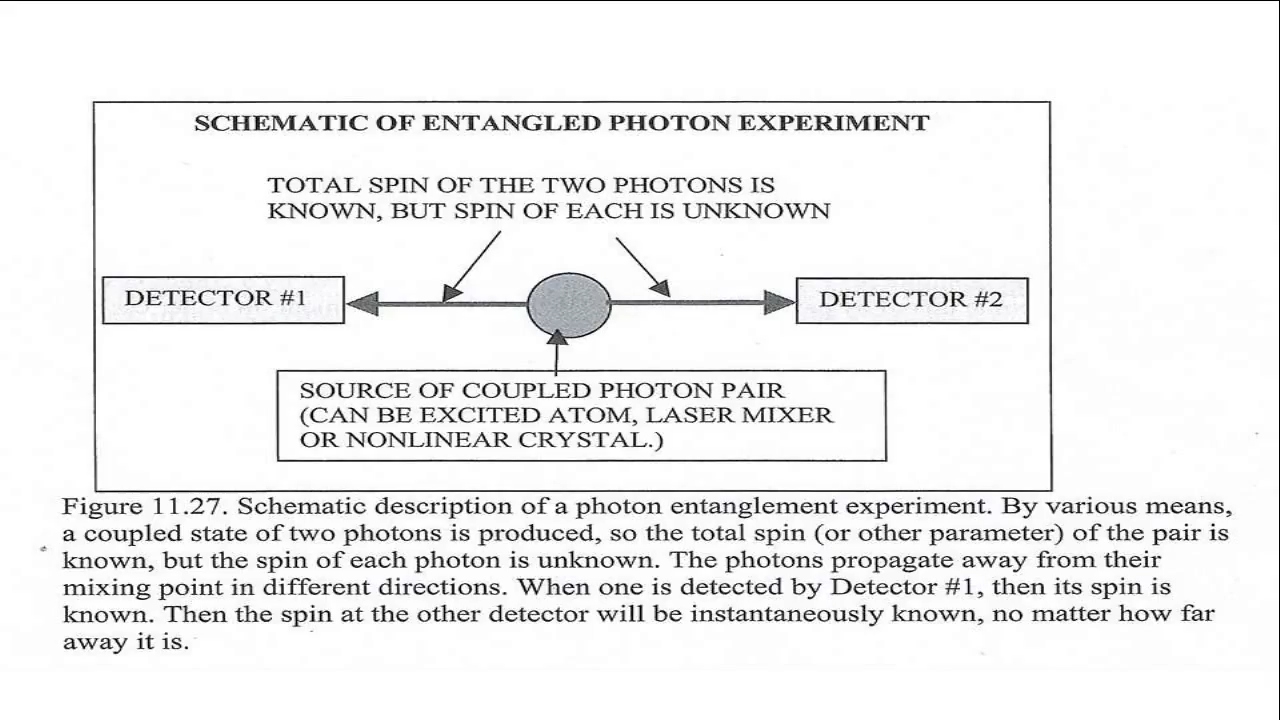 SCHEMATIC OF ENTANGLED PHOTON EXPERIMENT
TOTAL SPIN OF THE TWO PHOTONS IS
KNOWN, BUT SPIN OF EACH IS UNKNOWN
DETECTOR #1
DETECTOR #2
SOURCE OF COUPLED PHOTON PAIR
(CAN BE EXCITED ATOM, LASER MIXER
OR NONLINEAR CRYSTAL.)
Figure 11.27. Schematic description of a photon entanglement experiment. By various means,
a coupled state of two photons is produced, so the total spin (or other parameter) of the pair is
known, but the spin of each photon is unknown. The photons propagate away from their
mixing point in different directions. When one is detected by Detector #1, then its spin is
known. Then the spin at the other detector will be instantaneously known, no matter how far
away it is.